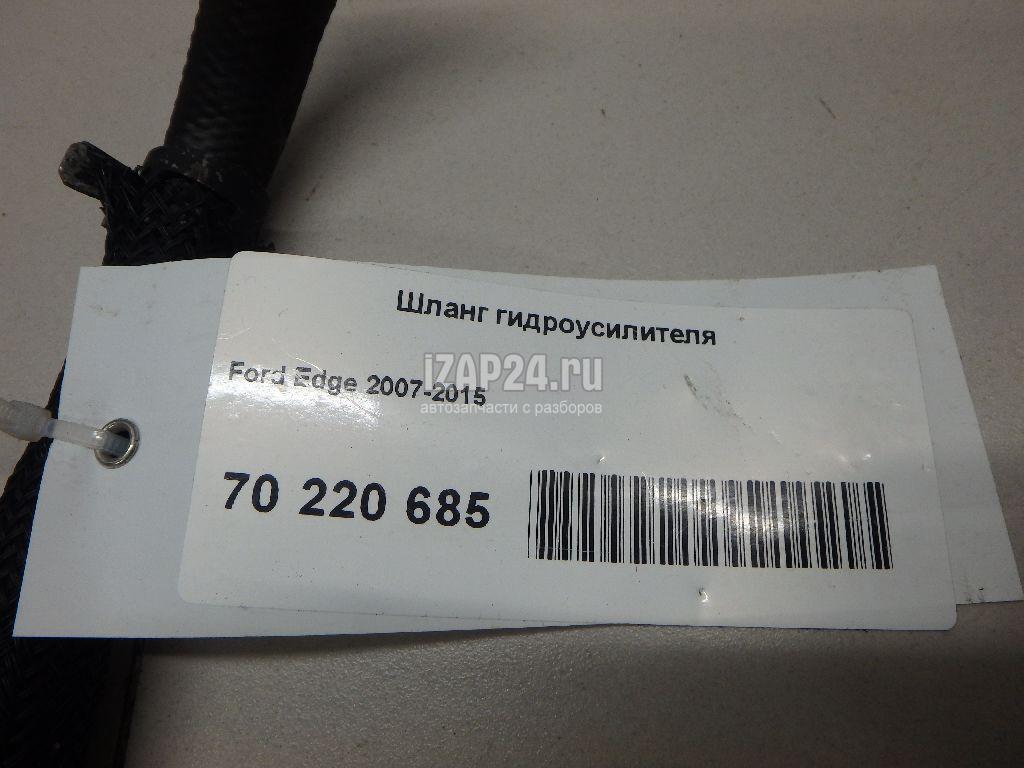 Шланг гидроусилителя
Ford Edge 2007-2015
iZAP24.ru
автозапчасти с разборов
70 220 685